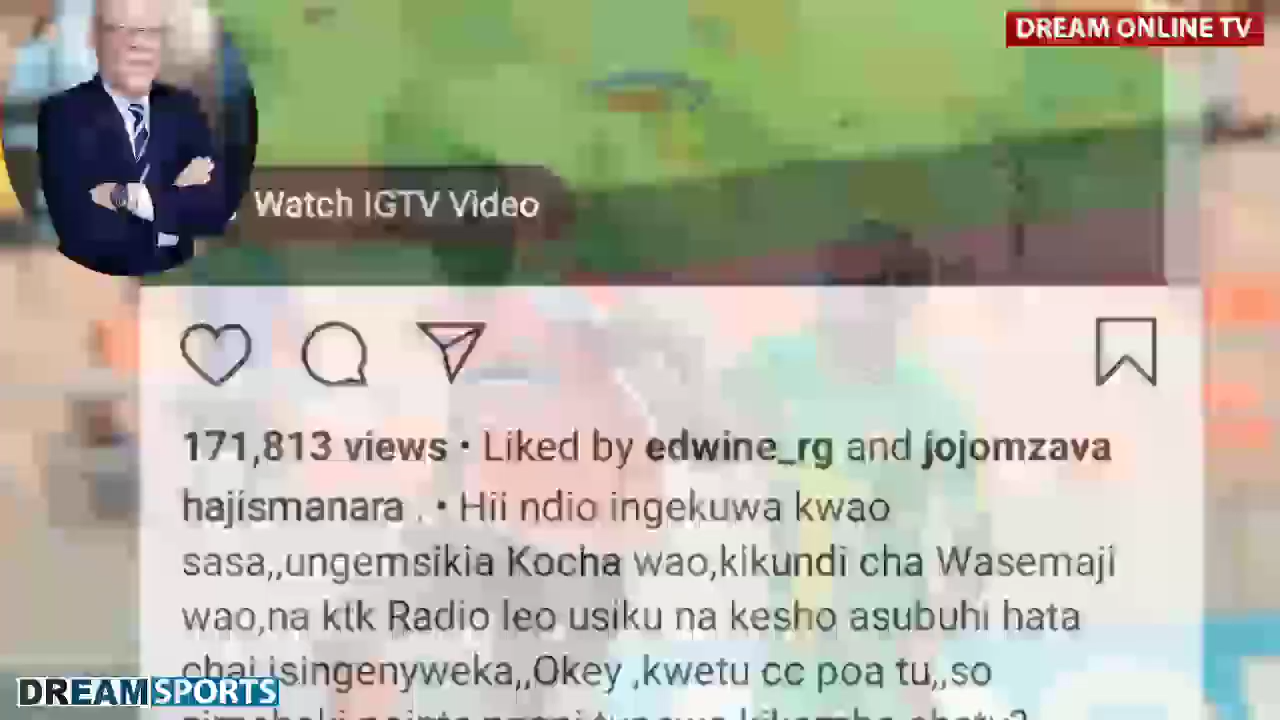 DREAM ONLINE TV
Watch IGTV Video
171,813 views • Liked by edwine_rg and jojomzava
hajismanara . • Hii ndio ingekuwa kwao
sasa,,ungemsikia Kocha wao,kikundi cha Wasemaji
wao,na ktk Radio leo usiku na kesho asubuhi hata
chai isingenyweka,,Okey ,kwetu cc poa tu,,so
DREAMSPORTS